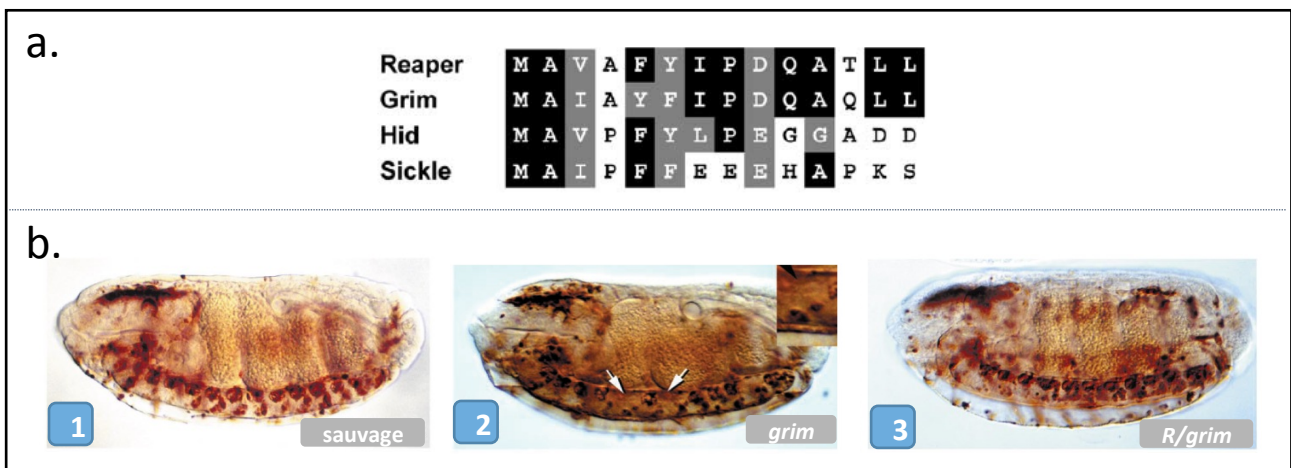 a.
Reaper M A V A F Y I P D Q A T L L
Grim M A I A Y F I P D Q A Q L L
Hid M A V P F Y L P E G G A D D
Sickle M A I P F F E E E H A P K S
b.
1 sauvage
2 grim
3 R/grim